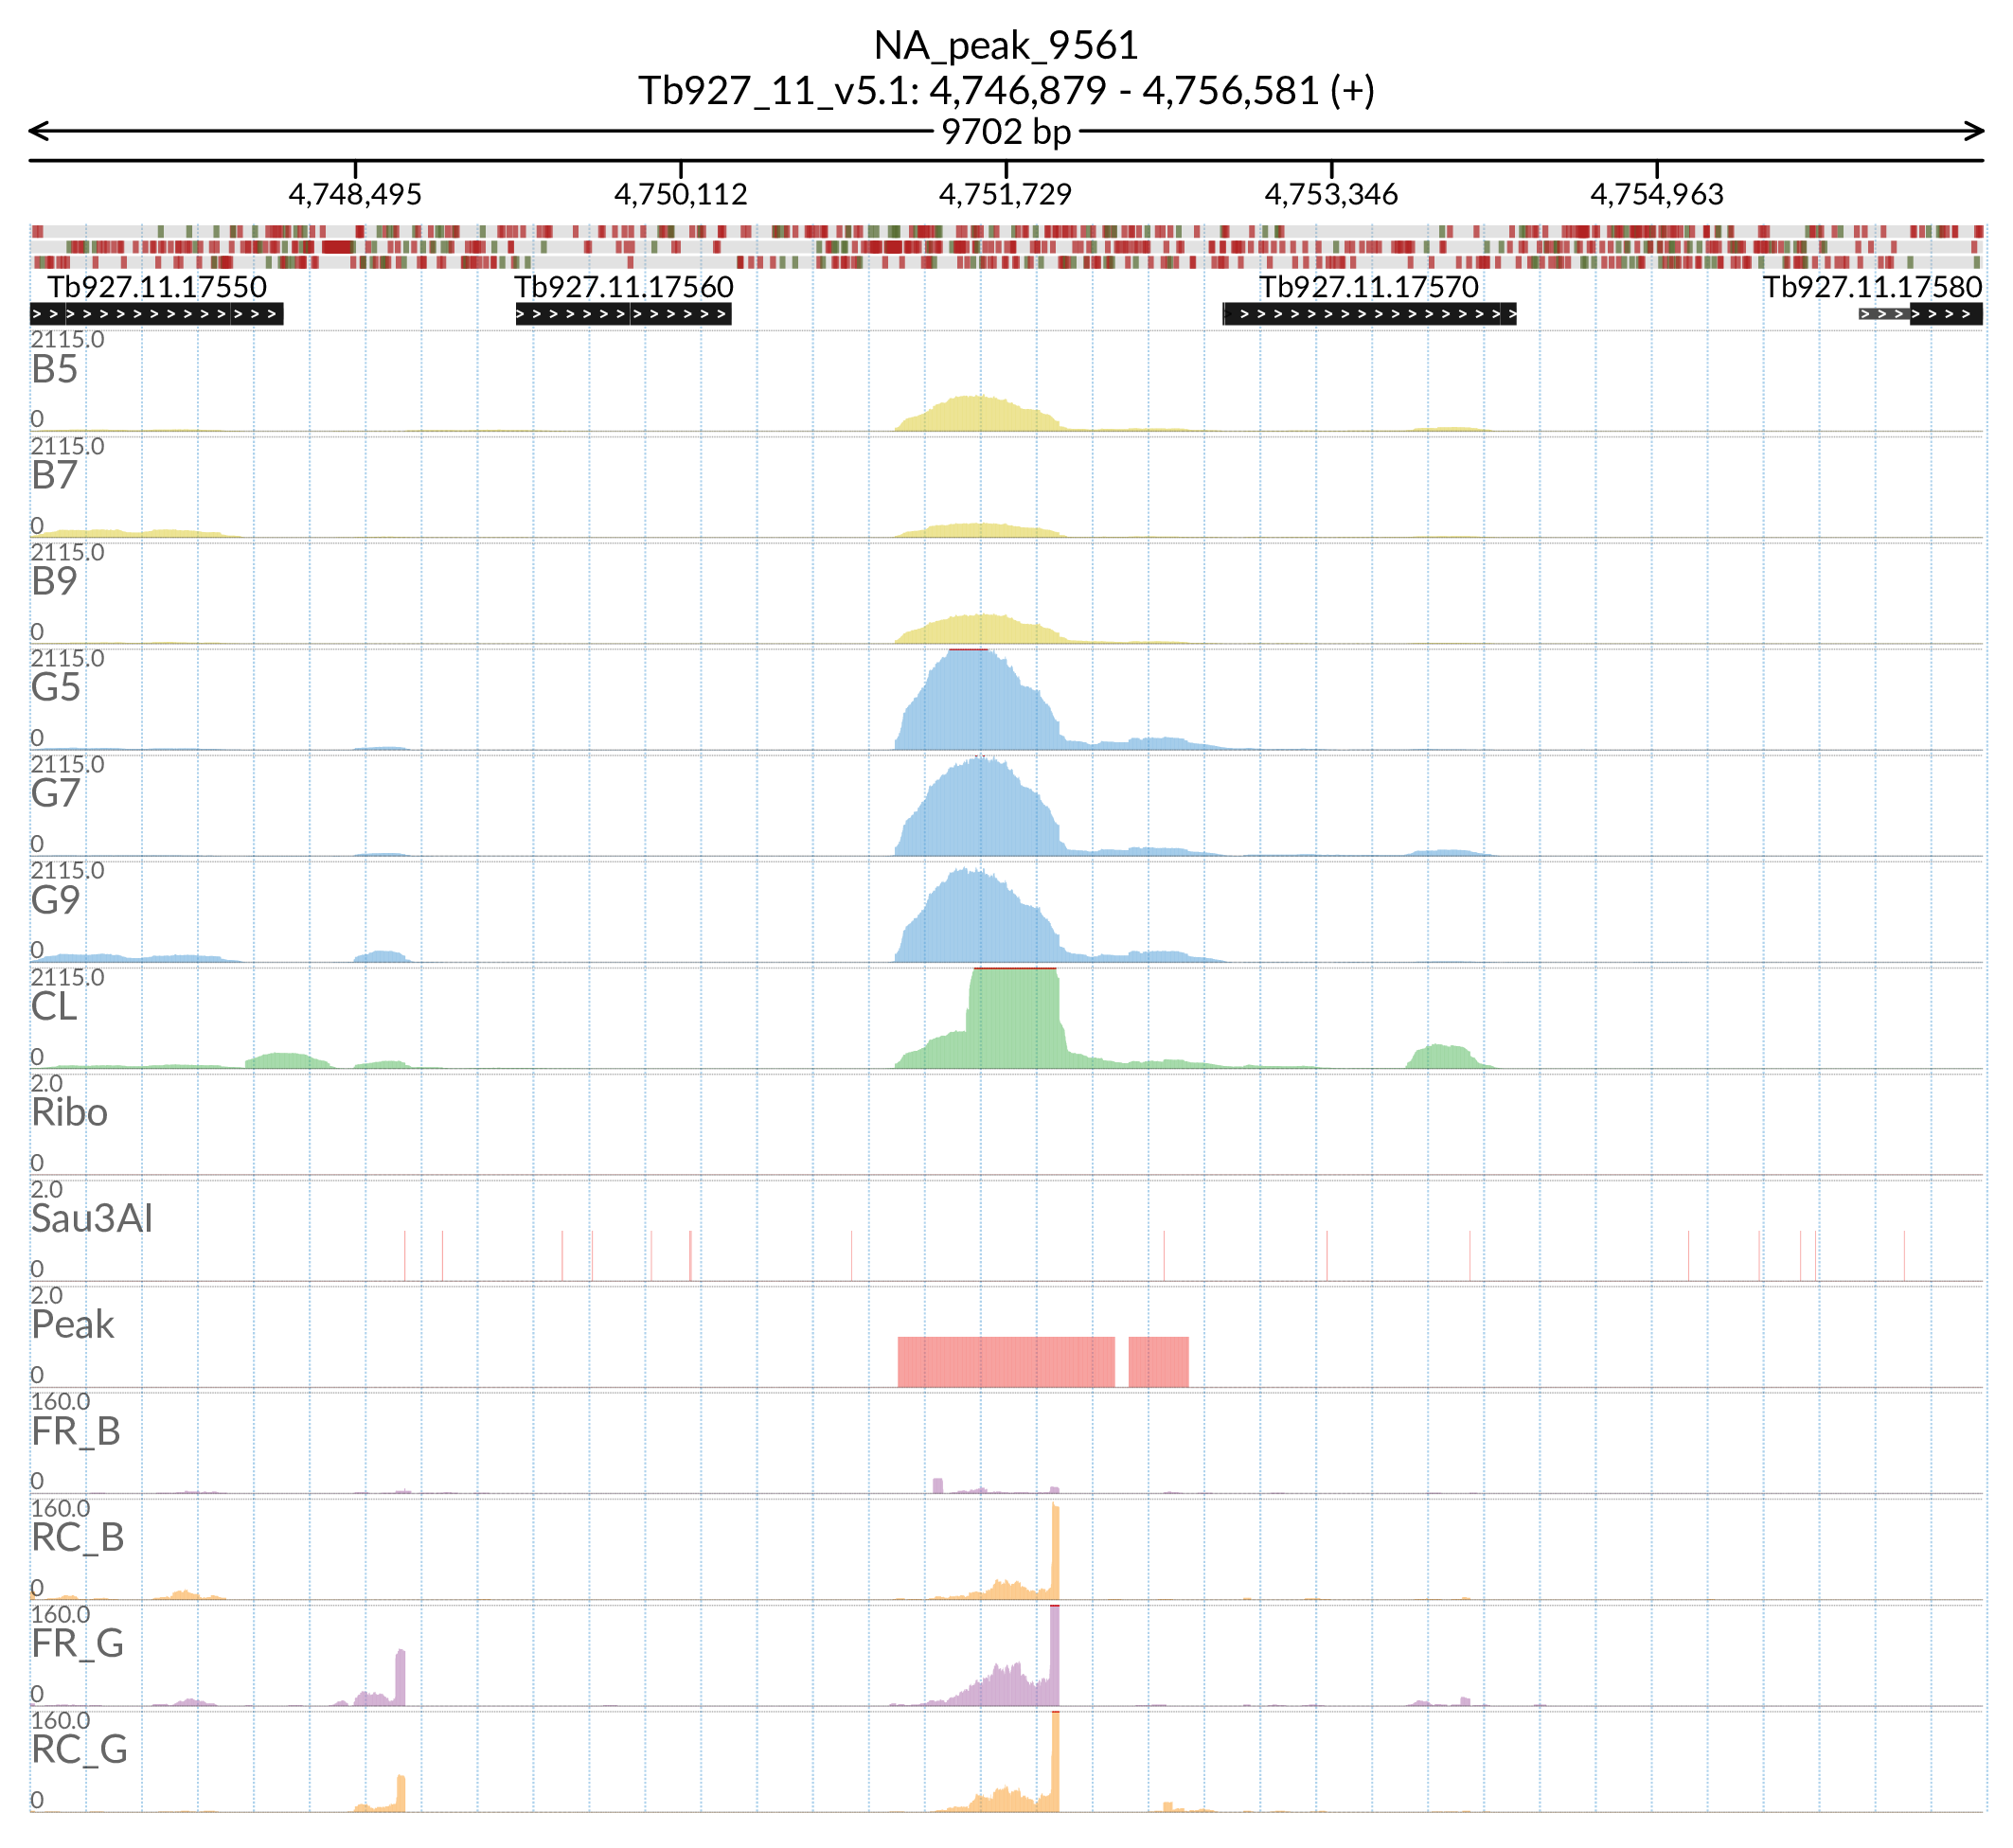 NA_peak_9561
Tb927_11_v5.1: 4,746,879 - 4,756,581 (+)
9702 bp
4,748,495 4,750,112 4,751,729 4,753,346 4,754,963
Tb927.11.17550 Tb927.11.17560 Tb927.11.17570 Tb927.11.17580
2115.0
B5
0
2115.0
B7
0
2115.0
B9
0
2115.0
G5
0
2115.0
G7
0
2115.0
G9
0
2115.0
CL
0
2.0
Ribo
0
2.0
Sau3AI
0
2.0
Peak
0
160.0
FR_B
0
160.0
RC_B
0
160.0
FR_G
0
160.0
RC_G
0